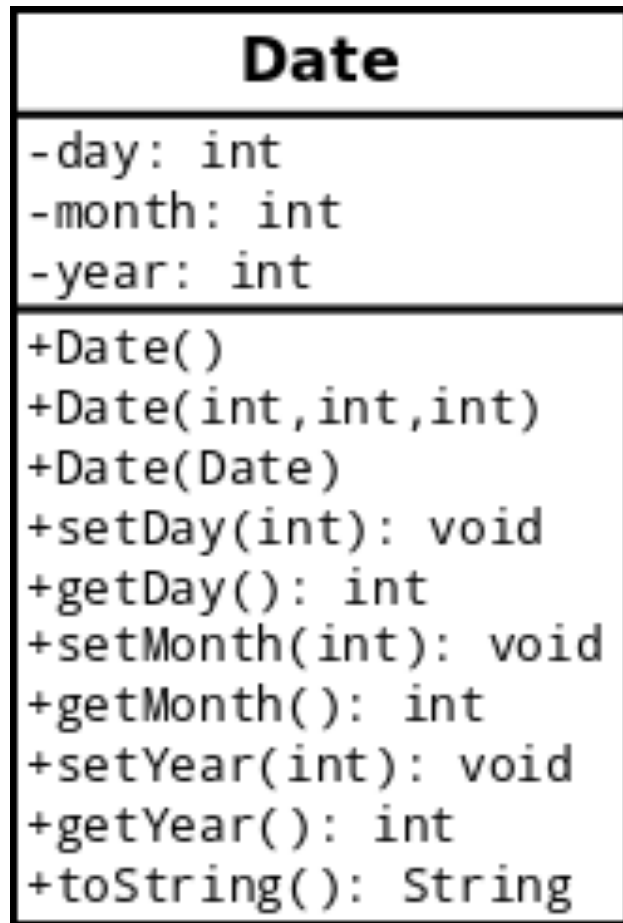 Date
-day: int
-month: int
-year: int
+Date()
+Date(int,int,int)
+Date(Date)
+setDay(int): void
+getDay(): int
+setMonth(int): void
+getMonth(): int
+setYear(int): void
+getYear(): int
+toString(): String